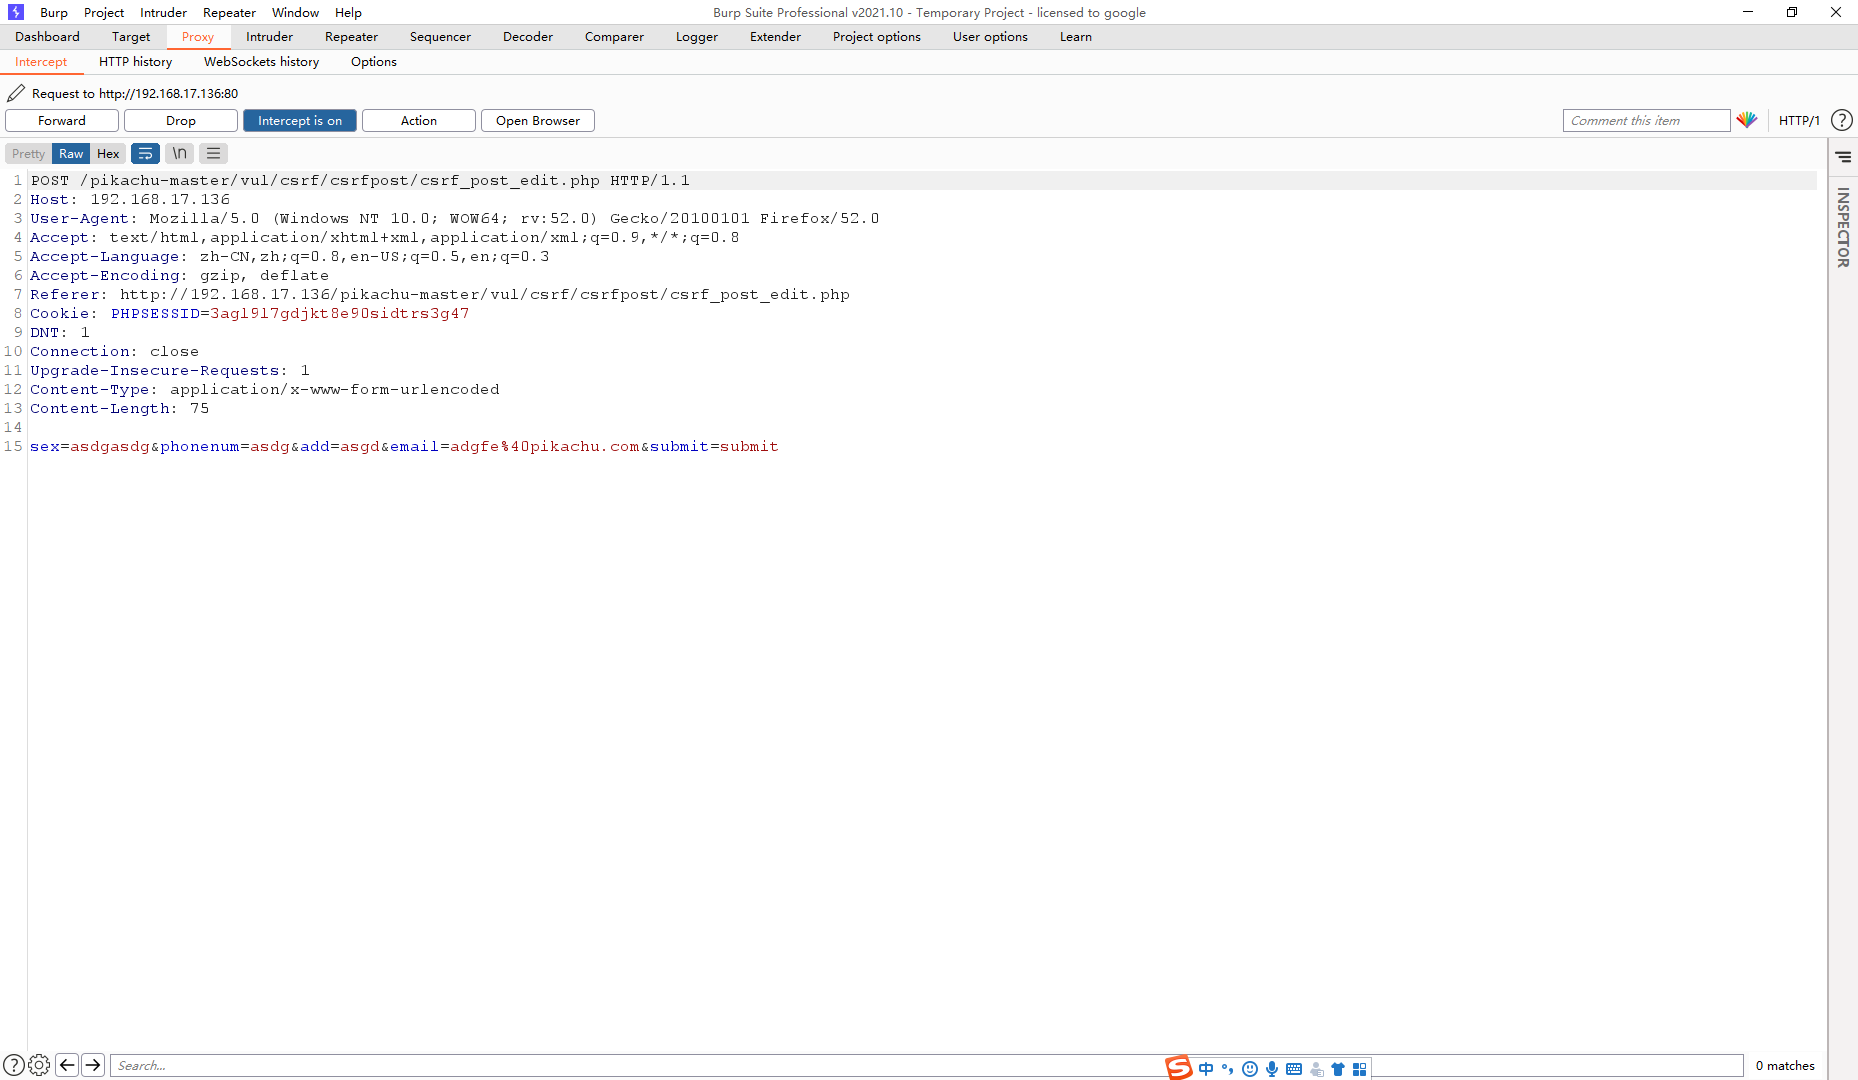 Burp Project Intruder Repeater Window Help Burp Suite Professional v2021.10 - Temporary Project - licensed to google
Dashboard Target Proxy Intruder Repeater Sequencer Decoder Comparer Logger Extender Project options User options Learn
Intercept HTTP history WebSockets history Options
Request to http://192.168.17.136:80
Forward Drop Intercept is on Action Open Browser Comment this item HTTP/1 ?
Pretty Raw Hex \n
INSPECTOR
1 POST /pikachu-master/vul/csrf/csrfpost/csrf_post_edit.php HTTP/1.1
2 Host: 192.168.17.136
3 User-Agent: Mozilla/5.0 (Windows NT 10.0; WOW64; rv:52.0) Gecko/20100101 Firefox/52.0
4 Accept: text/html,application/xhtml+xml,application/xml;q=0.9,*/*;q=0.8
5 Accept-Language: zh-CN,zh;q=0.8,en-US;q=0.5,en;q=0.3
6 Accept-Encoding: gzip, deflate
7 Referer: http://192.168.17.136/pikachu-master/vul/csrf/csrfpost/csrf_post_edit.php
8 Cookie: PHPSESSID=3agl9l7gdjkt8e90sidtrs3g47
9 DNT: 1
10 Connection: close
11 Upgrade-Insecure-Requests: 1
12 Content-Type: application/x-www-form-urlencoded
13 Content-Length: 75
14
15 sex=asdgasdg&phonenum=asdg&add=asgd&email=adgfe%40pikachu.com&submit=submit
? Search... S 中 0 matches